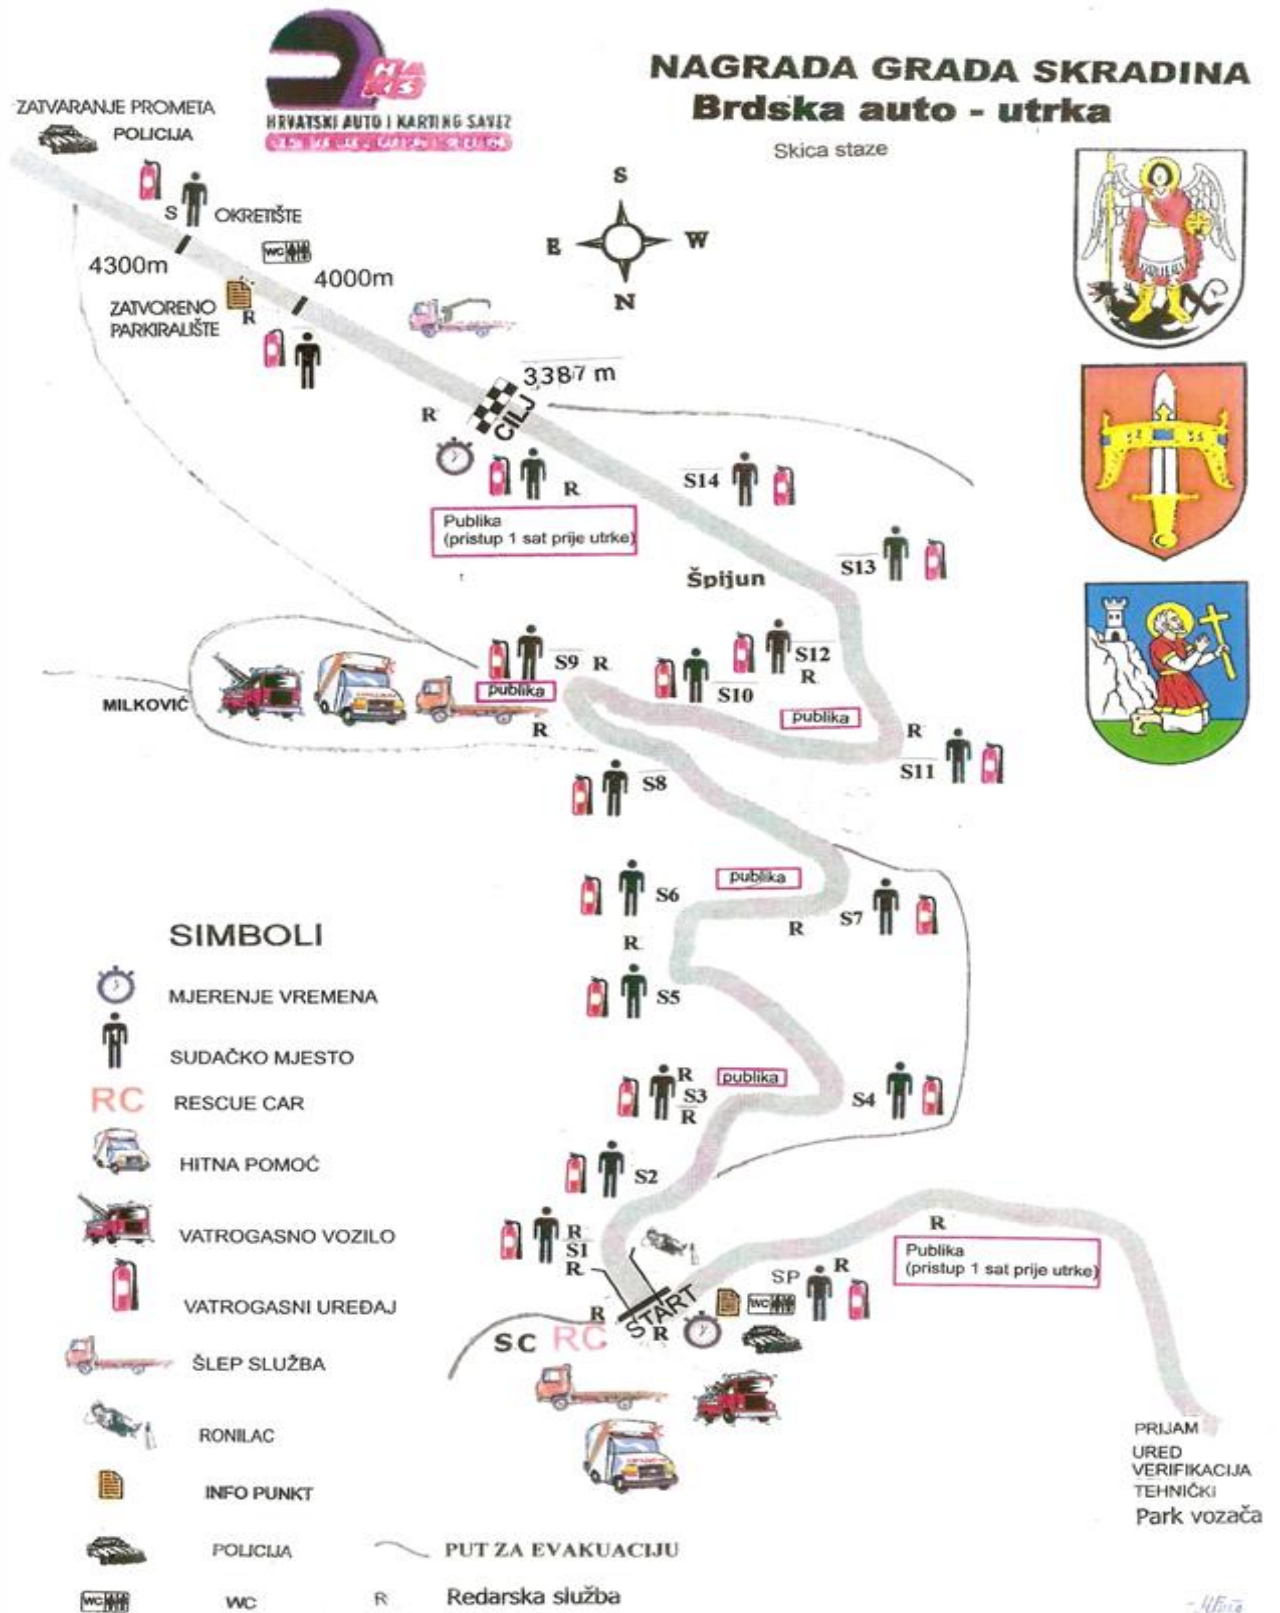 NAGRADA GRADA SKRADINA
Brdska auto - utrka
Skica staze
HRVATSKI AUTO I KARTING SAVEZ
ZATVARANJE PROMETA
POLICIJA
S
OKRETIŠTE
4300m
WC
4000m
ZATVORENO
PARKIRALIŠTE
R
S
E
W
N
3387 m
CILJ
R
R
S14
Publika
(pristup 1 sat prije utrke)
S13
Špijun
S9 R
S12
R
S10
publika
publika
MILKOVIĆ
R
R
S11
S8
publika
S6
S7
R
R
S5
R
S3
R
publika
S4
S2
R
S1
R
R
Publika
(pristup 1 sat prije utrke)
SP
R
WC
R
START
R
SC RC
PRIJAM
URED
VERIFIKACIJA
TEHNIČKI
Park vozača
SIMBOLI
MJERENJE VREMENA
SUDAČKO MJESTO
RC RESCUE CAR
HITNA POMOĆ
VATROGASNO VOZILO
VATROGASNI UREĐAJ
ŠLEP SLUŽBA
RONILAC
INFO PUNKT
POLICIJA
PUT ZA EVAKUACIJU
WC WC
R Redarska služba